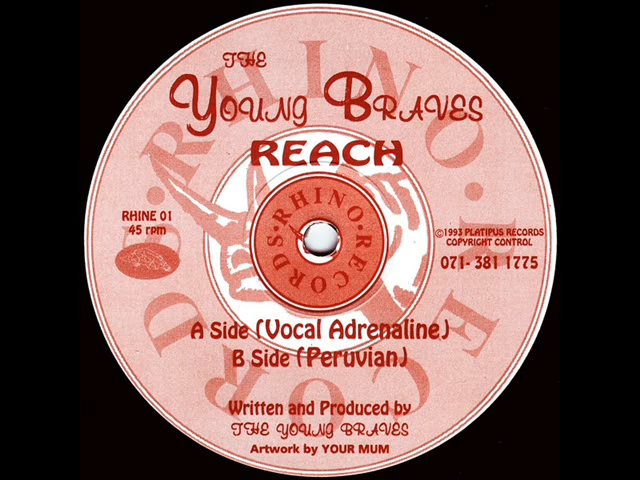 THE
YOUNG BRAVES
REACH
RHINO · RECORDS ·
RHINO · RECORDS ·
RHINE 01
45 rpm
©1993 PLATIPUS RECORDS
COPYRIGHT CONTROL
071- 381 1775
A Side (Vocal Adrenaline)
B Side (Peruvian)
Written and Produced by
THE YOUNG BRAVES
Artwork by YOUR MUM